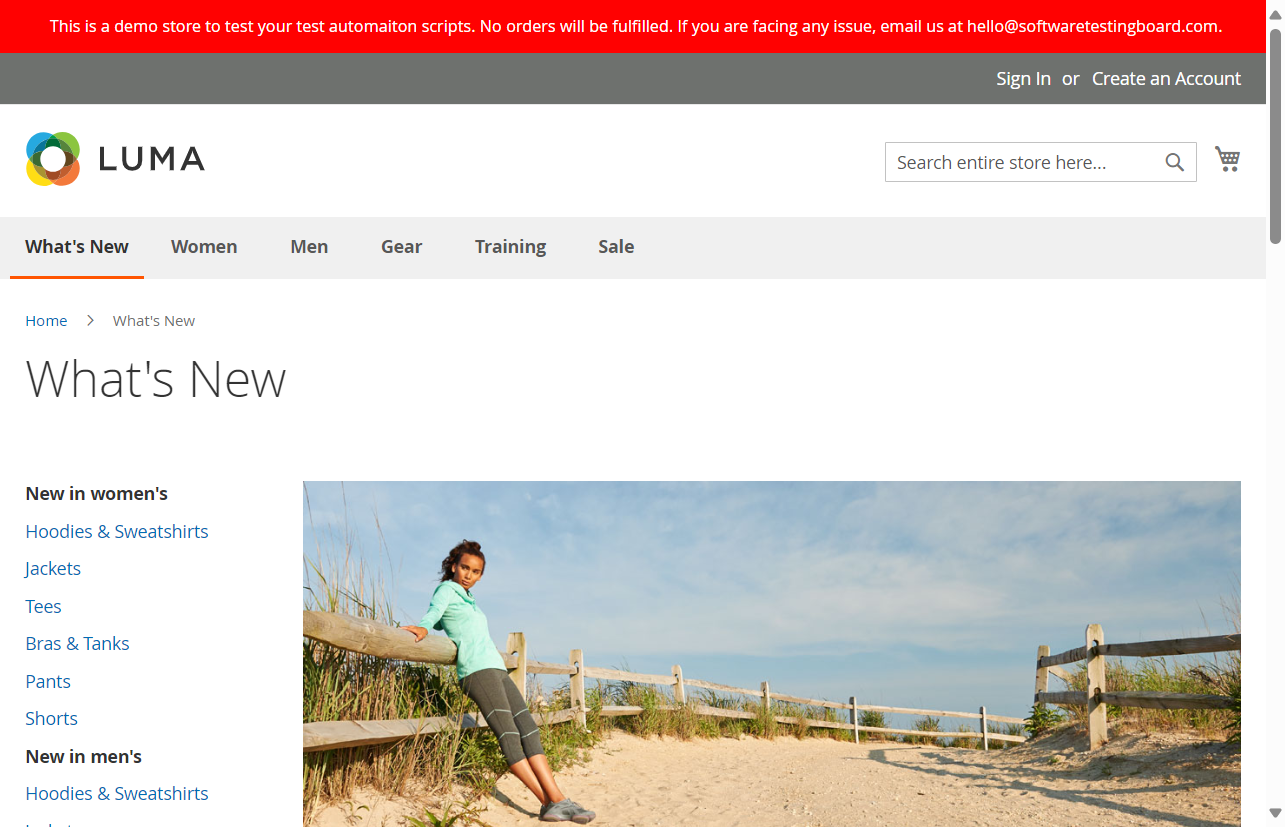 This is a demo store to test your test automaiton scripts. No orders will be fulfilled. If you are facing any issue, email us at hello@softwaretestingboard.com.
Sign In or Create an Account
LUMA
Search entire store here...
What's New Women Men Gear Training Sale
Home What's New
What's New
New in women's
Hoodies & Sweatshirts
Jackets
Tees
Bras & Tanks
Pants
Shorts
New in men's
Hoodies & Sweatshirts